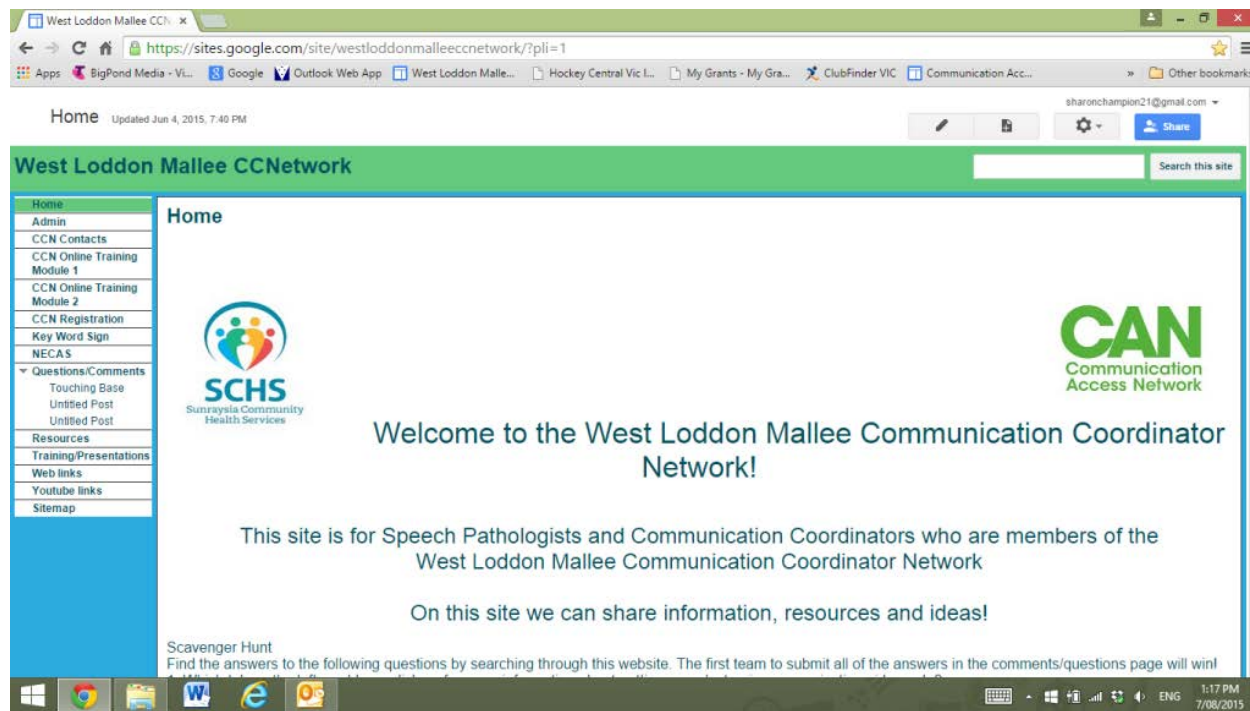 West Loddon Mallee CCN
https://sites.google.com/site/westloddonmalleeccnetwork/?pli=1
Apps BigPond Media - Vi... Google Outlook Web App West Loddon Malle... Hockey Central Vic I... My Grants - My Gra... ClubFinder VIC Communication Acc... » Other bookmarks
sharonchampion21@gmail.com
Home Updated Jun 4, 2015, 7:40 PM
Share
West Loddon Mallee CCNetwork
Search this site
Home
Admin
CCN Contacts
CCN Online Training
Module 1
CCN Online Training
Module 2
CCN Registration
Key Word Sign
NECAS
Questions/Comments
Touching Base
Untitled Post
Untitled Post
Resources
Training/Presentations
Web links
Youtube links
Sitemap
Home
SCHS
Sunraysia Community
Health Services
CAN
Communication
Access Network
Welcome to the West Loddon Mallee Communication Coordinator
Network!
This site is for Speech Pathologists and Communication Coordinators who are members of the
West Loddon Mallee Communication Coordinator Network
On this site we can share information, resources and ideas!
Scavenger Hunt
Find the answers to the following questions by searching through this website. The first team to submit all of the answers in the comments/questions page will win!
ENG
1:17 PM
7/08/2015